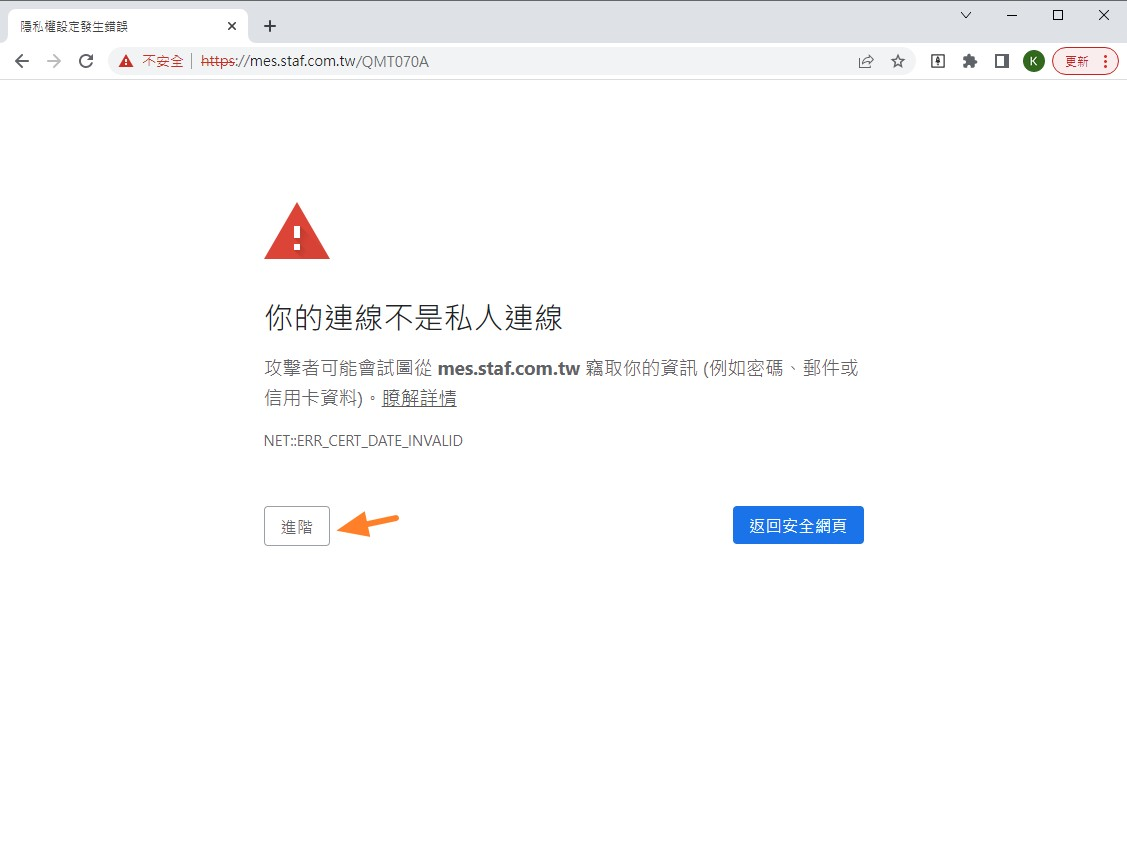 隱私權設定發生錯誤
不安全 https://mes.staf.com.tw/QMT070A K 更新
你的連線不是私人連線
攻擊者可能會試圖從 mes.staf.com.tw 竊取你的資訊 (例如密碼、郵件或
信用卡資料)。瞭解詳情
NET::ERR_CERT_DATE_INVALID
進階 返回安全網頁